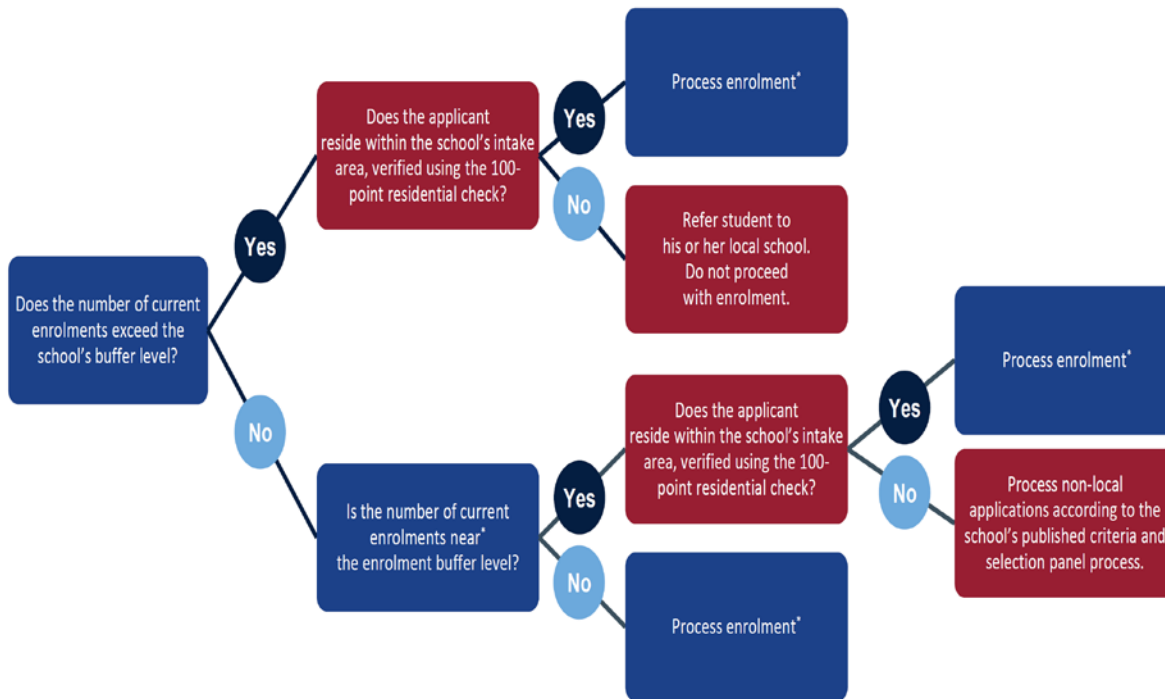 Does the number of current
enrolments exceed the
school's buffer level?
Yes
Does the applicant
reside within the school's intake
area, verified using the 100-
point residential check?
Yes
Process enrolment*
No
Refer student to
his or her local school.
Do not proceed
with enrolment.
No
Is the number of current
enrolments near*
the enrolment buffer level?
Yes
Does the applicant
reside within the school's intake
area, verified using the 100-
point residential check?
Yes
Process enrolment*
No
Process non-local
applications according to the
school's published criteria and
selection panel process.
No
Process enrolment*